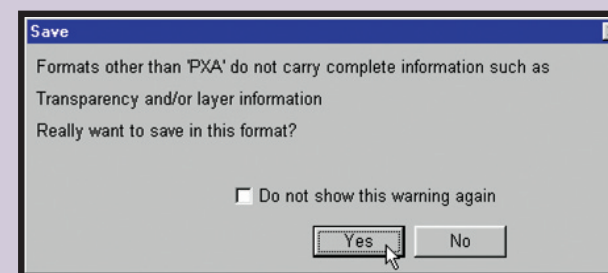 Save
Formats other than 'PXA' do not carry complete information such as
Transparency and/or layer information
Really want to save in this format?
Do not show this warning again
Yes
No